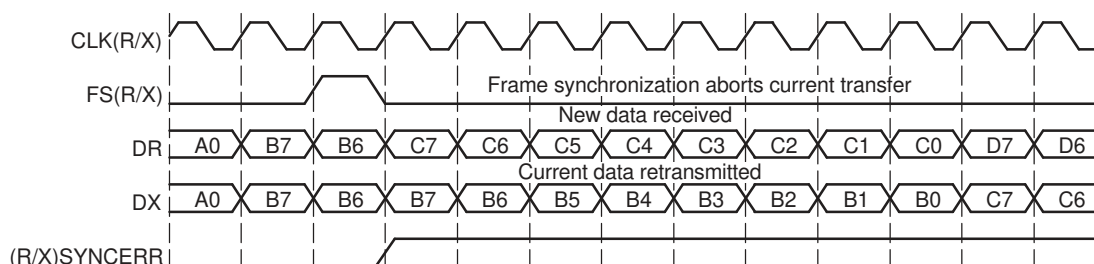 CLK(R/X)
FS(R/X)
Frame synchronization aborts current transfer
New data received
DR A0 B7 B6 C7 C6 C5 C4 C3 C2 C1 C0 D7 D6
Current data retransmitted
DX A0 B7 B6 B7 B6 B5 B4 B3 B2 B1 B0 C7 C6
(R/X)SYNCERR